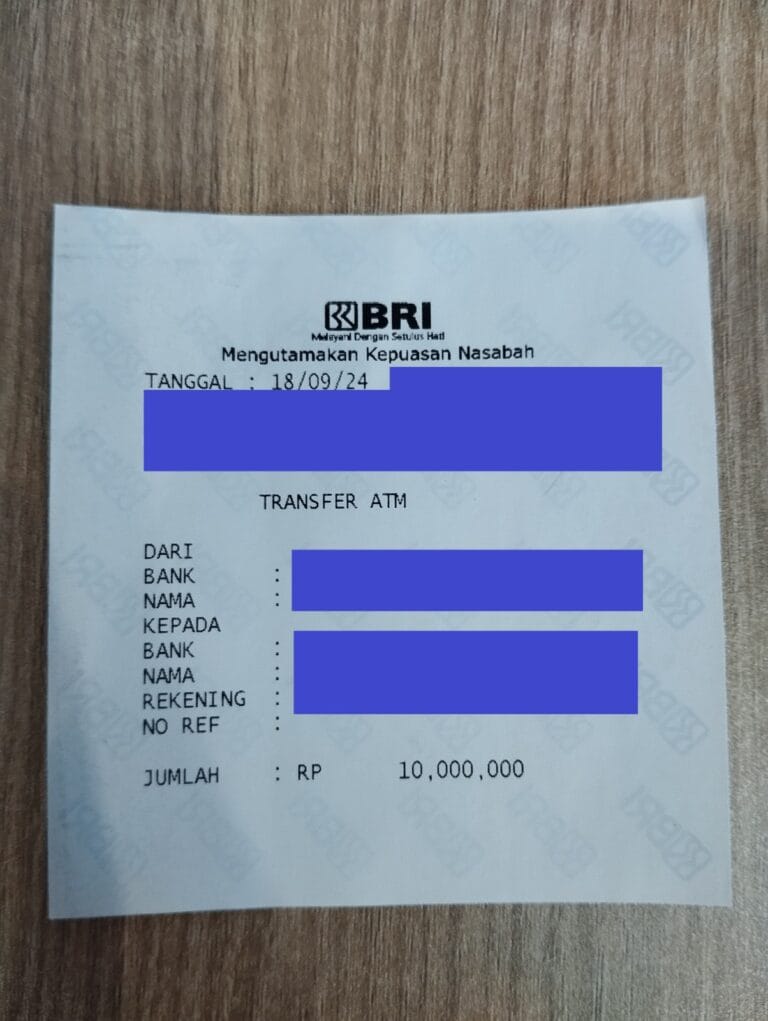 BRI
Melayani Dengan Setulus Hati
Mengutamakan Kepuasan Nasabah
TANGGAL : 18/09/24
TRANSFER ATM
DARI
BANK :
NAMA :
KEPADA
BANK :
NAMA :
REKENING :
NO REF :
JUMLAH : RP 10,000,000